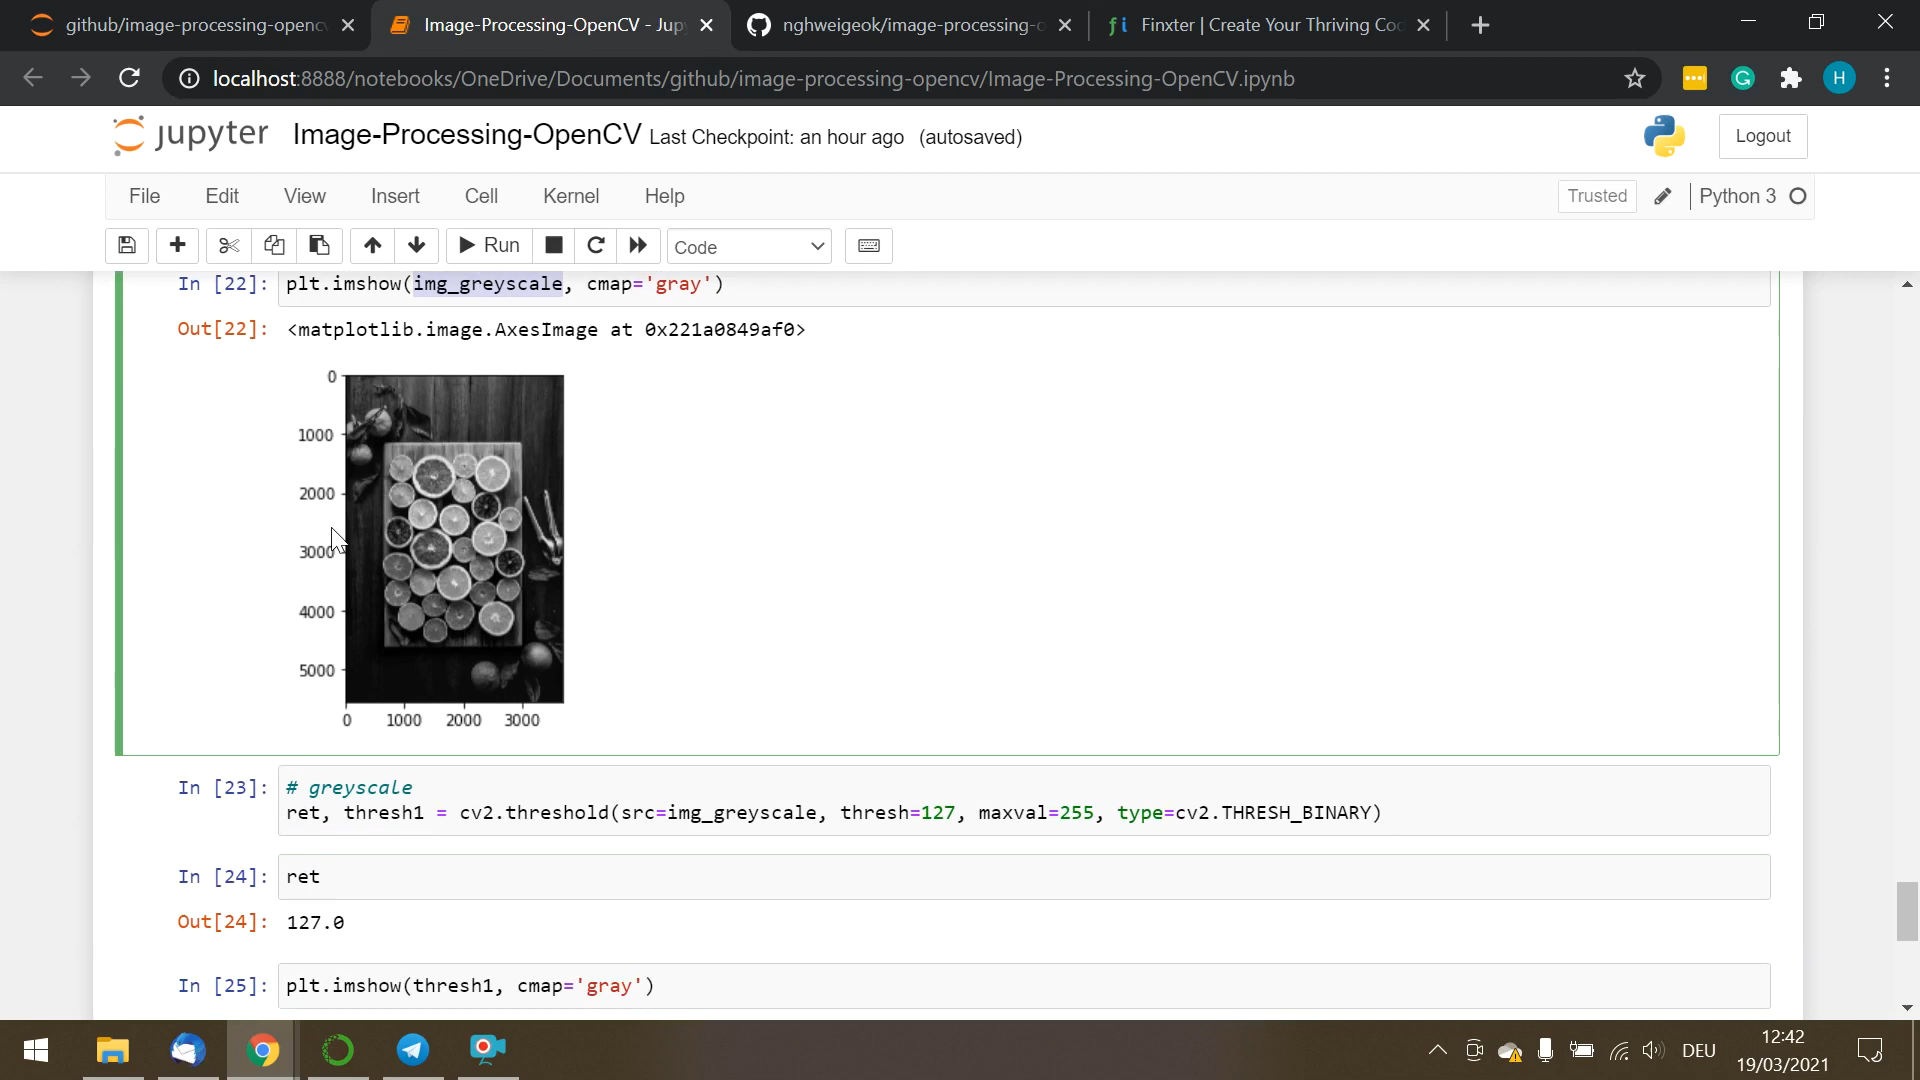 github/image-processing-openc
Image-Processing-OpenCV - Jup
nghweigeok/image-processing-o
Finxter | Create Your Thriving Coc
localhost:8888/notebooks/OneDrive/Documents/github/image-processing-opencv/Image-Processing-OpenCV.ipynb
H
jupyter Image-Processing-OpenCV Last Checkpoint: an hour ago (autosaved)
Logout
File Edit View Insert Cell Kernel Help
Trusted
Python 3
Run
Code
In [22]: plt.imshow(img_greyscale, cmap='gray')
Out[22]: <matplotlib.image.AxesImage at 0x221a0849af0>
0
1000
2000
3000
4000
5000
0 1000 2000 3000
In [23]: # greyscale
ret, thresh1 = cv2.threshold(src=img_greyscale, thresh=127, maxval=255, type=cv2.THRESH_BINARY)
In [24]: ret
Out[24]: 127.0
In [25]: plt.imshow(thresh1, cmap='gray')
DEU
12:42
19/03/2021